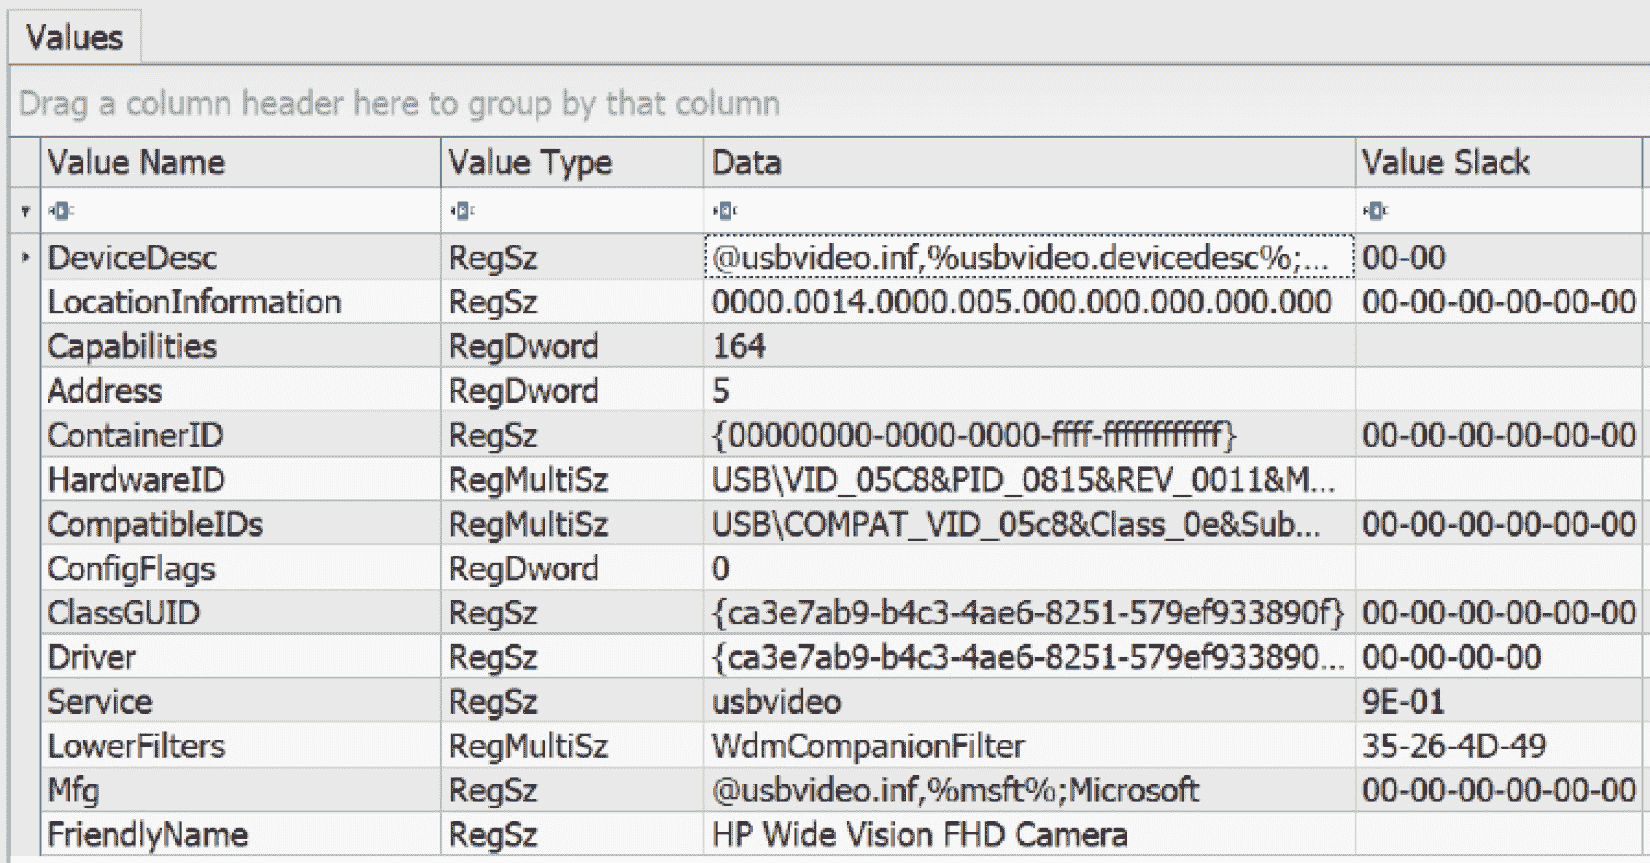 Values
Drag a column header here to group by that column
Value Name Value Type Data Value Slack
DeviceDesc RegSz @usbvideo.inf,%usbvideo.devicedesc%;... 00-00
LocationInformation RegSz 0000.0014.0000.005.000.000.000.000.000 00-00-00-00-00-00
Capabilities RegDword 164
Address RegDword 5
ContainerID RegSz {00000000-0000-0000-ffff-ffffffffffff} 00-00-00-00-00-00
HardwareID RegMultiSz USB\VID_05C8&PID_0815&REV_0011&M...
CompatibleIDs RegMultiSz USB\COMPAT_VID_05c8&Class_0e&Sub... 00-00-00-00-00-00
ConfigFlags RegDword 0
ClassGUID RegSz {ca3e7ab9-b4c3-4ae6-8251-579ef933890f} 00-00-00-00-00-00
Driver RegSz {ca3e7ab9-b4c3-4ae6-8251-579ef933890... 00-00-00-00
Service RegSz usbvideo 9E-01
LowerFilters RegMultiSz WdmCompanionFilter 35-26-4D-49
Mfg RegSz @usbvideo.inf,%msft%;Microsoft 00-00-00-00-00-00
FriendlyName RegSz HP Wide Vision FHD Camera